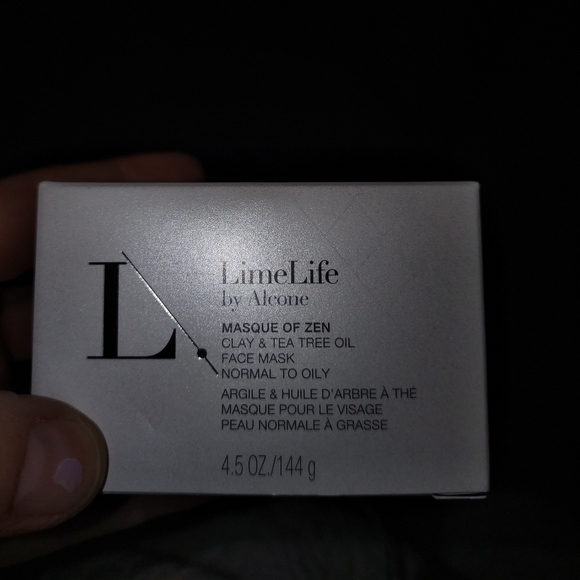 L
LimeLife
by Alcone
MASQUE OF ZEN
CLAY & TEA TREE OIL
FACE MASK
NORMAL TO OILY
ARGILE & HUILE D'ARBRE À THÉ
MASQUE POUR LE VISAGE
PEAU NORMALE À GRASSE
4.5 OZ./144 g